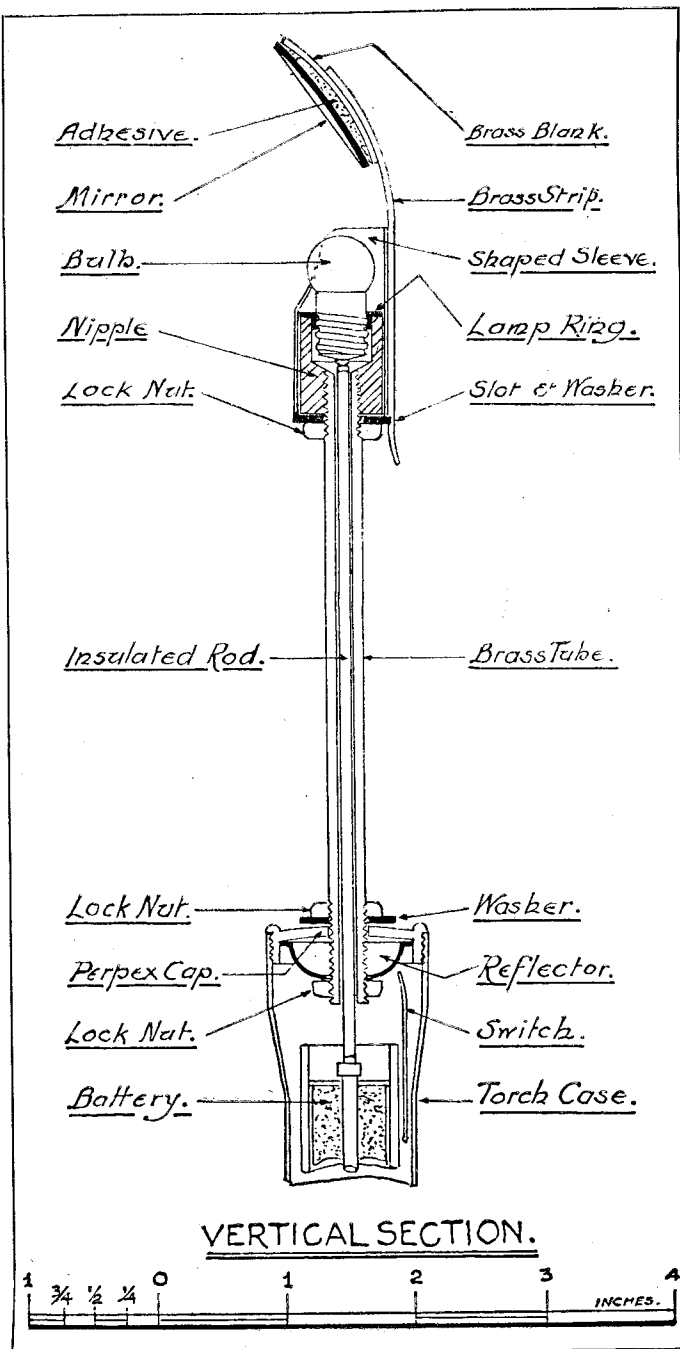 Adhesive.
Brass Blank.
Mirror.
Brass Strip.
Bulb.
Shaped Sleeve.
Nipple
Lamp Ring.
Lock Nut.
Slot & Washer.
Insulated Rod.
Brass Tube.
Lock Nut.
Washer.
Perpex Cap.
Reflector.
Lock Nut.
Switch.
Battery.
Torch Case.
VERTICAL SECTION.
1 3/4 1/2 1/4 0 1 2 3 4
INCHES.